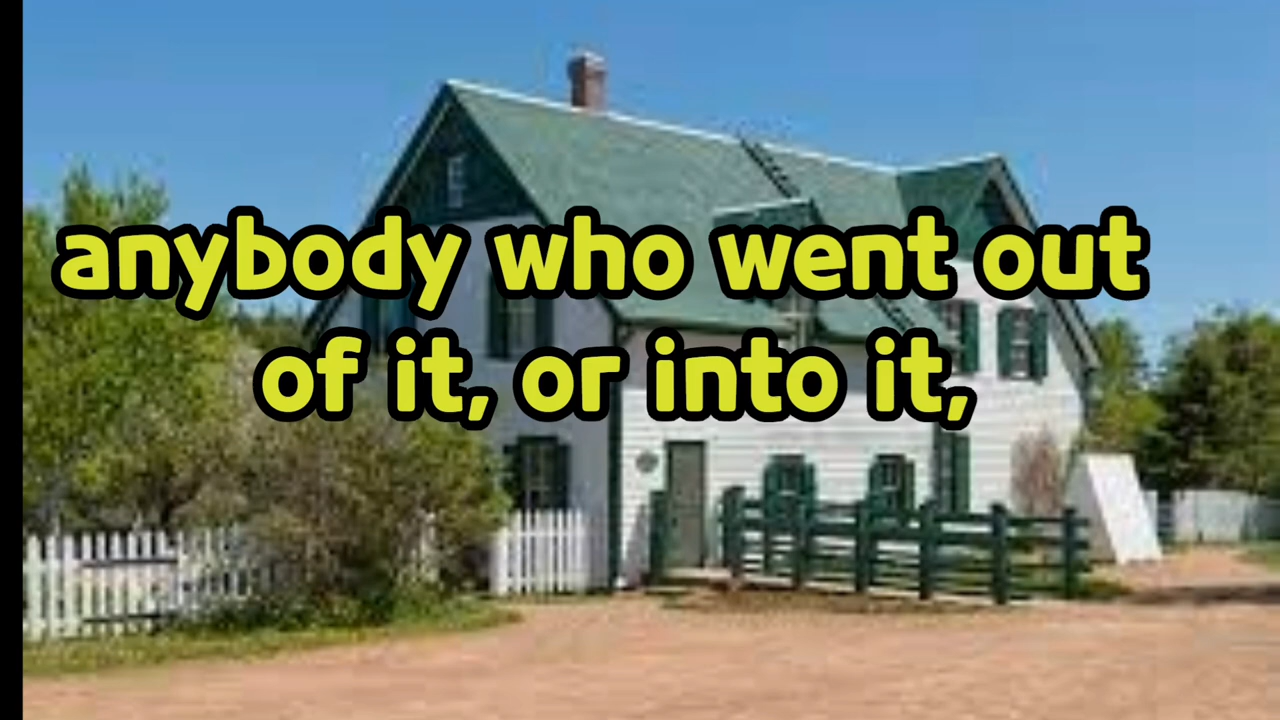 anybody who went out
of it, or into it,